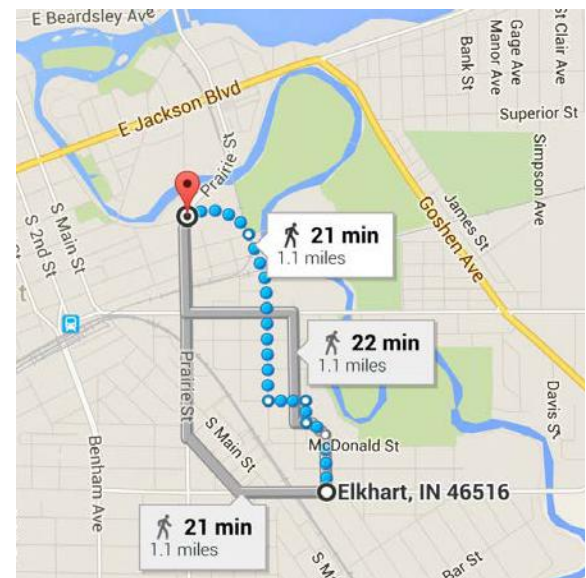 E Beardsley Ave
St Clair Ave
Gage Ave
Manor Ave
Bank St
E Jackson Blvd
Superior St
Prairie St
Simpson Ave
S Main St
S 2nd St
Goshen Ave
James St
21 min
1.1 miles
22 min
1.1 miles
Prairie St
Davis St
S Main St
McDonald St
Benham Ave
Elkhart, IN 46516
21 min
1.1 miles
S Ma
Bar St